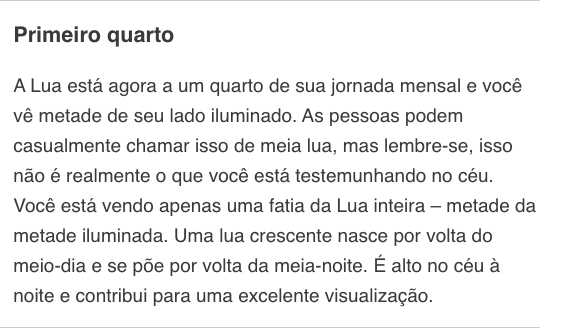 Primeiro quarto
A Lua está agora a um quarto de sua jornada mensal e você
vê metade de seu lado iluminado. As pessoas podem
casualmente chamar isso de meia lua, mas lembre-se, isso
não é realmente o que você está testemunhando no céu.
Você está vendo apenas uma fatia da Lua inteira – metade da
metade iluminada. Uma lua crescente nasce por volta do
meio-dia e se põe por volta da meia-noite. É alto no céu à
noite e contribui para uma excelente visualização.